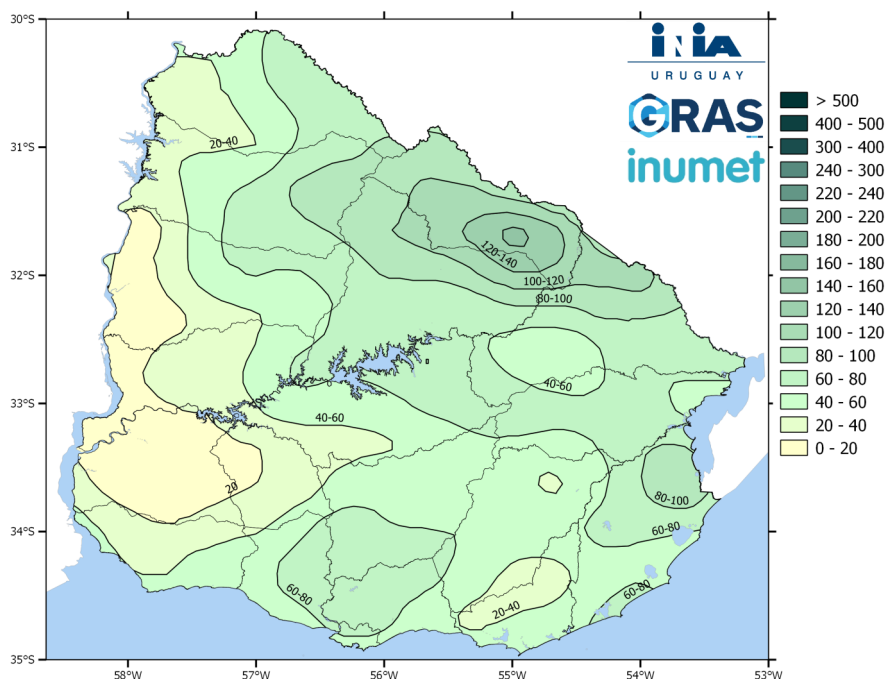 30°S
31°S
32°S
33°S
34°S
35°S
58°W
57°W
56°W
55°W
54°W
53°W
INIA
URUGUAY
GRAS
inumet
> 500
400 - 500
300 - 400
240 - 300
220 - 240
200 - 220
180 - 200
160 - 180
140 - 160
120 - 140
100 - 120
80 - 100
60 - 80
40 - 60
20 - 40
0 - 20
20-40
120-140
100-120
80-100
40-60
40-60
20
80-100
60-80
60-80
20-40
60-80